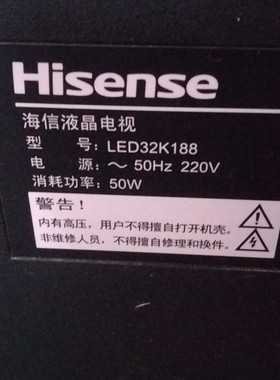 Hisense
海信液晶电视
型 号: LED32K188
电 源: ～ 50Hz 220V
消耗功率: 50W
警告!
内有高压，用户不得擅自打开机壳。
非维修人员，不得擅自修理和换件。